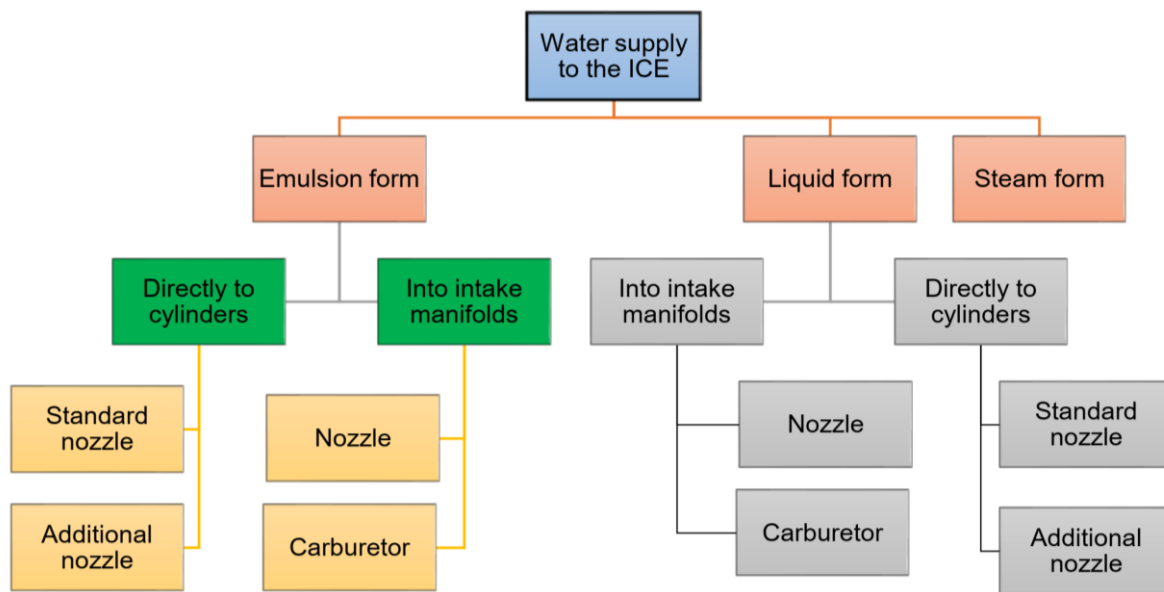 Water supply
to the ICE
Emulsion form
Liquid form
Steam form
Directly to
cylinders
Into intake
manifolds
Into intake
manifolds
Directly to
cylinders
Standard
nozzle
Nozzle
Nozzle
Standard
nozzle
Additional
nozzle
Carburetor
Carburetor
Additional
nozzle